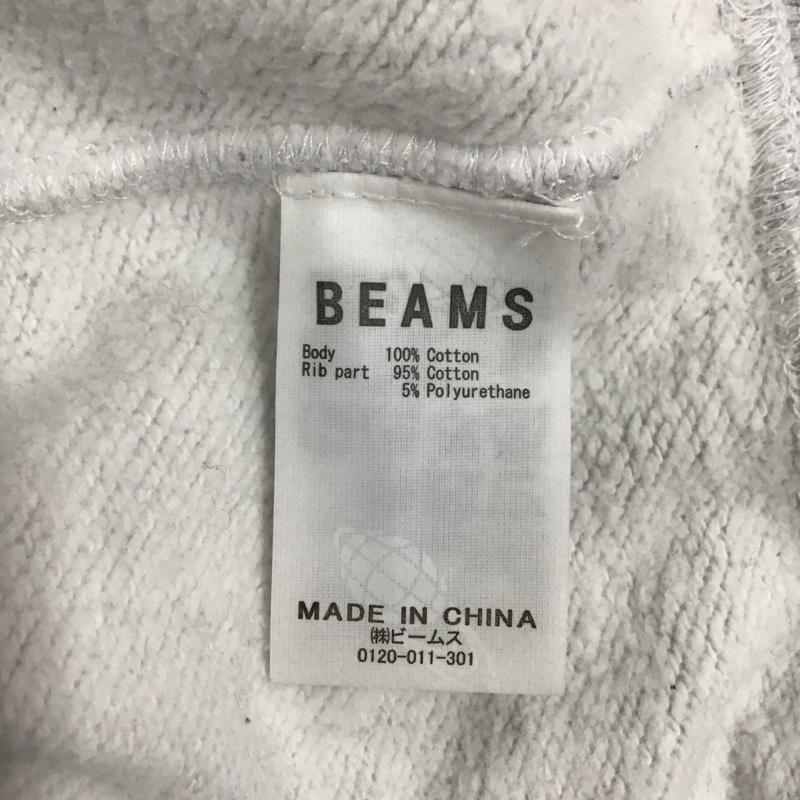 BEAMS
Body 100% Cotton
Rib part 95% Cotton
5% Polyurethane
MADE IN CHINA
㈱ビームス
0120-011-301